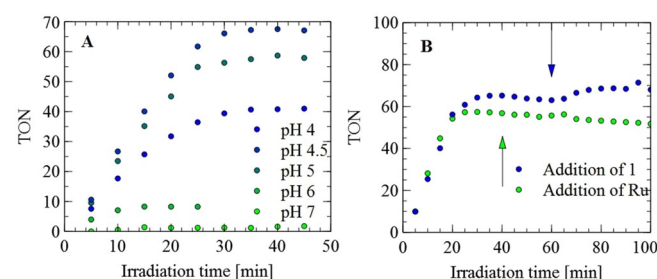 A
TON
70
60
50
40
30
20
10
0
pH 4
pH 4.5
pH 5
pH 6
pH 7
0 10 20 30 40 50
Irradiation time [min]
B
TON
100
80
60
40
20
0
Addition of 1
Addition of Ru
0 20 40 60 80 100
Irradiation time [min]